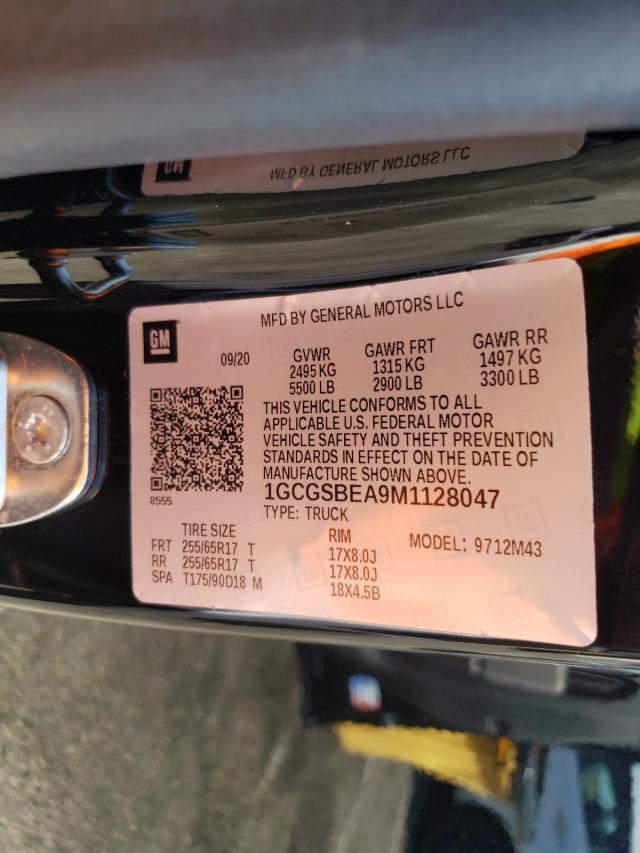 MFD BY GENERAL MOTORS LLC
GM
MFD BY GENERAL MOTORS LLC
GM
09/20
GVWR GAWR FRT GAWR RR
2495 KG 1315 KG 1497 KG
5500 LB 2900 LB 3300 LB
THIS VEHICLE CONFORMS TO ALL
APPLICABLE U.S. FEDERAL MOTOR
VEHICLE SAFETY AND THEFT PREVENTION
STANDARDS IN EFFECT ON THE DATE OF
MANUFACTURE SHOWN ABOVE.
8555
1GCGSBEA9M1128047
TYPE: TRUCK
TIRE SIZE RIM MODEL: 9712M43
FRT 255/65R17 T 17X8.0J
RR 255/65R17 T 17X8.0J
SPA T175/90D18 M 18X4.5B